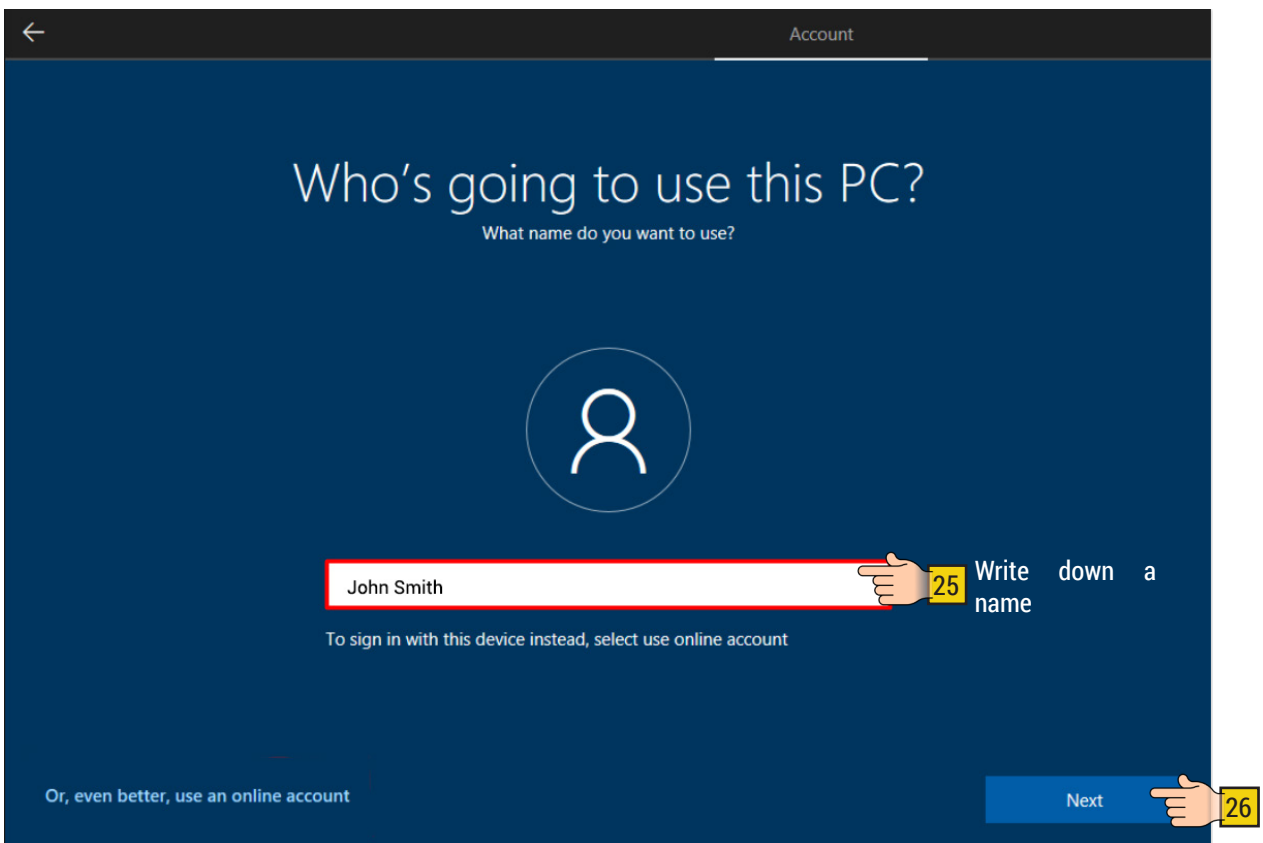 Account
Who's going to use this PC?
What name do you want to use?
John Smith
25 Write down a
name
To sign in with this device instead, select use online account
Or, even better, use an online account
Next
26